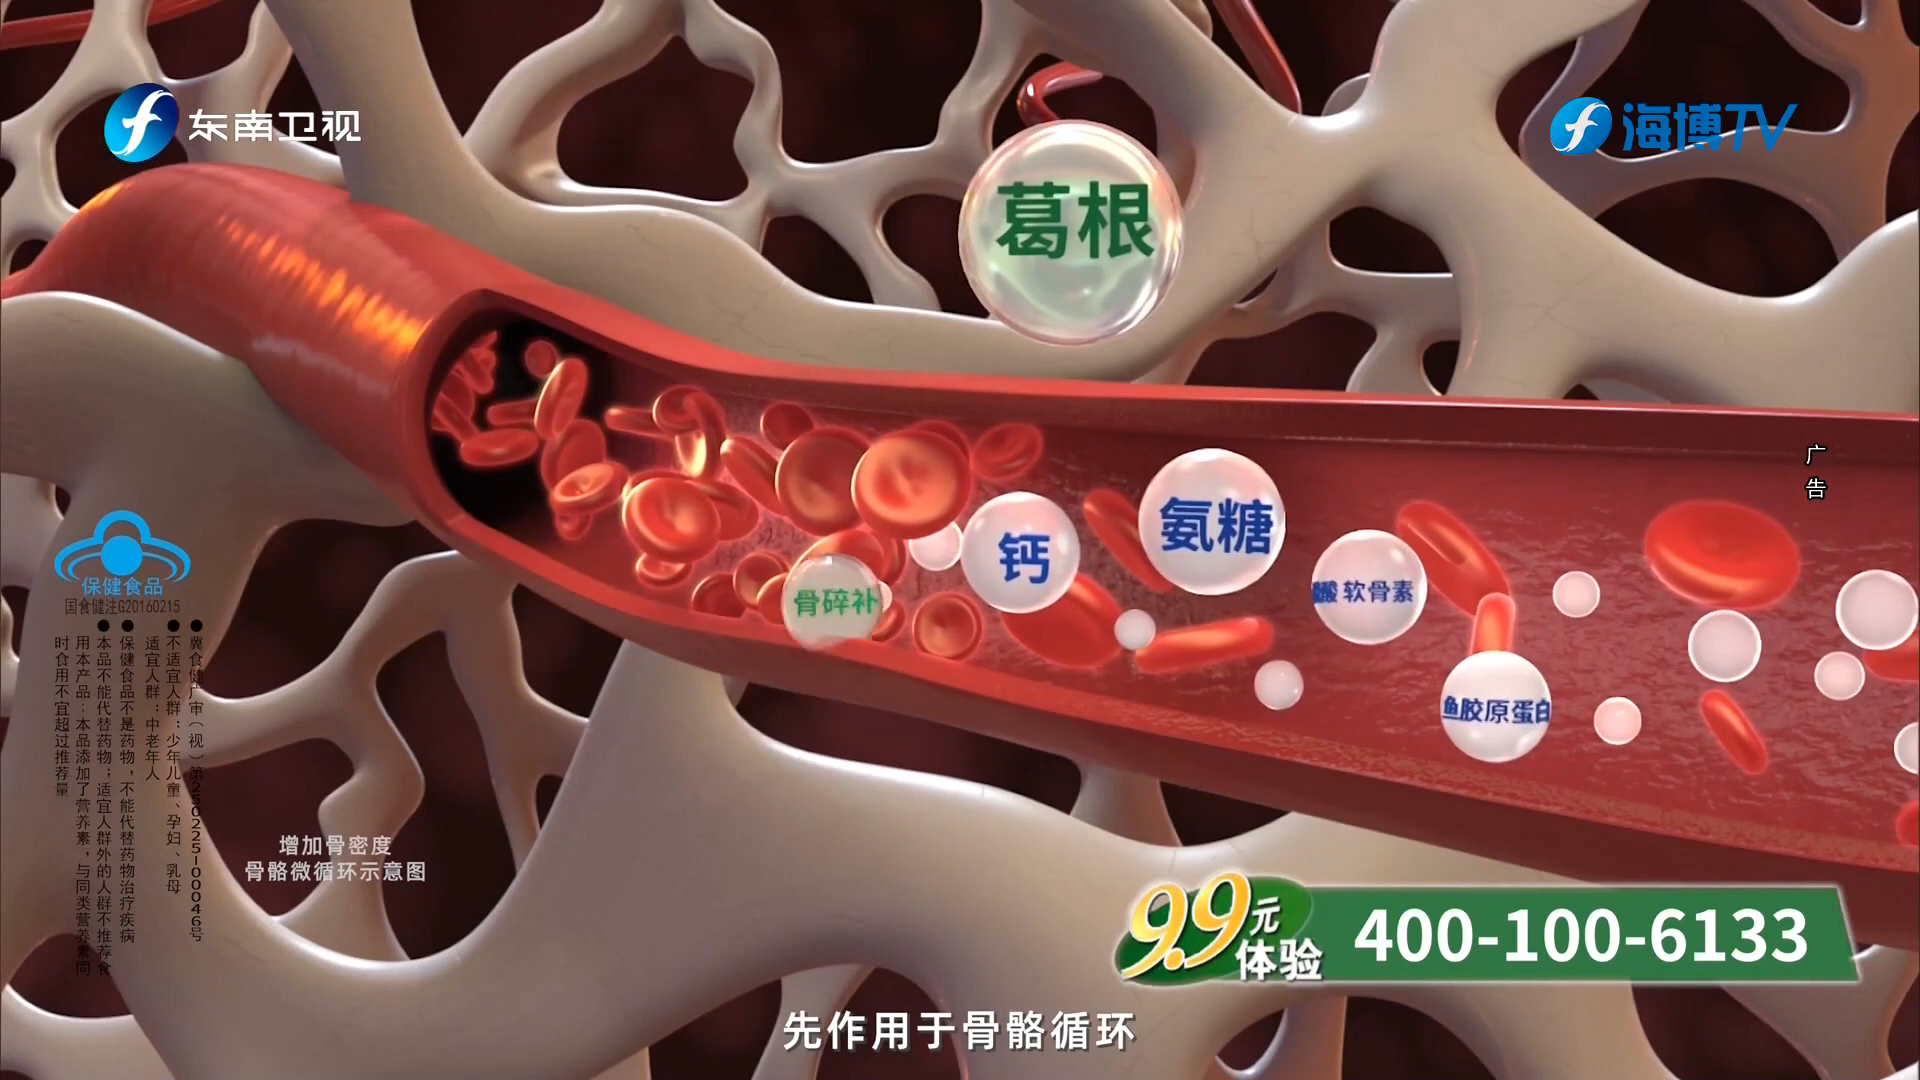 东南卫视
海博TV
葛根
广告
钙
氨糖
骨碎补
酸软骨素
鱼胶原蛋白
保健食品
国食健注G20160215
●冀食健广审（视）第250225-00046号
●不适宜人群：少年儿童、孕妇、乳母
适宜人群：中老年人
●保健食品不是药物，不能代替药物治疗疾病
●本品不能代替药物；适宜人群外的人群不推荐食
用本产品；本品添加了营养素，与同类营养素同
时食用不宜超过推荐量
增加骨密度
骨骼微循环示意图
9.9元
体验
400-100-6133
先作用于骨骼循环